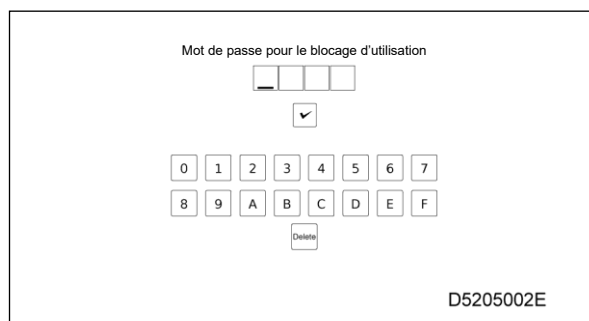 Mot de passe pour le blocage d’utilisation
0 1 2 3 4 5 6 7
8 9 A B C D E F
Delete
D5205002E